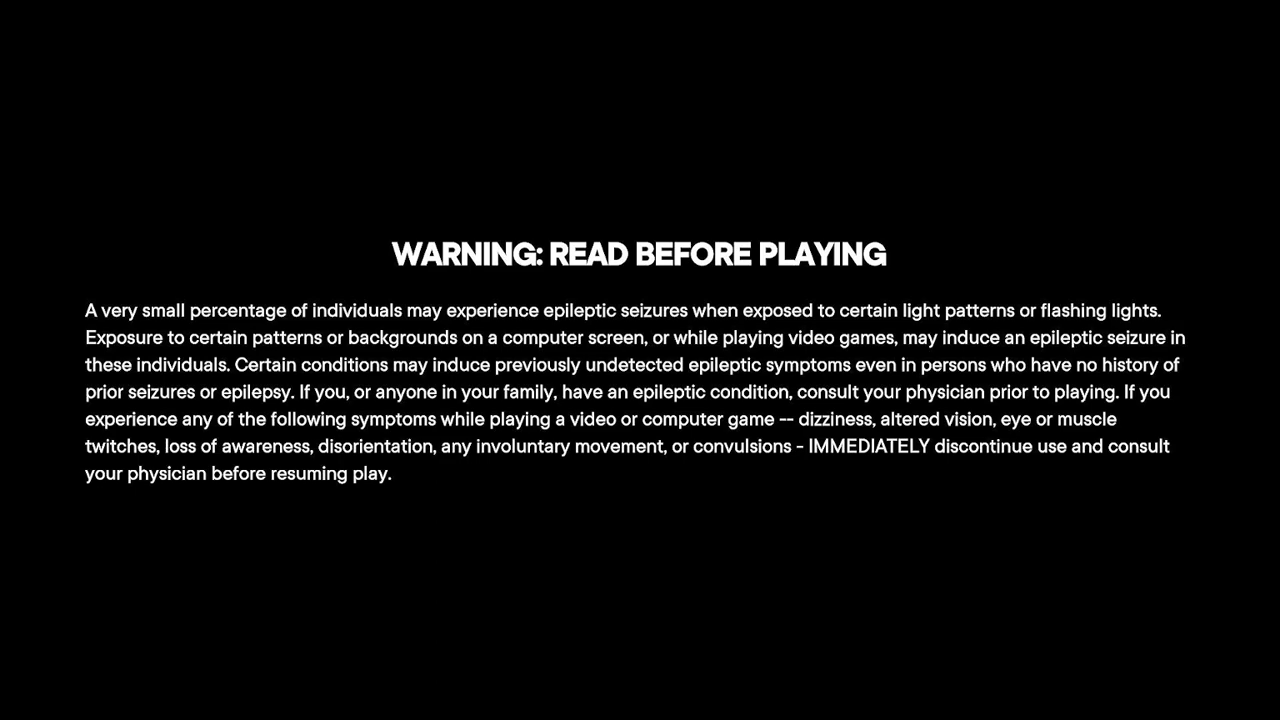 WARNING: READ BEFORE PLAYING
A very small percentage of individuals may experience epileptic seizures when exposed to certain light patterns or flashing lights.
Exposure to certain patterns or backgrounds on a computer screen, or while playing video games, may induce an epileptic seizure in
these individuals. Certain conditions may induce previously undetected epileptic symptoms even in persons who have no history of
prior seizures or epilepsy. If you, or anyone in your family, have an epileptic condition, consult your physician prior to playing. If you
experience any of the following symptoms while playing a video or computer game -- dizziness, altered vision, eye or muscle
twitches, loss of awareness, disorientation, any involuntary movement, or convulsions - IMMEDIATELY discontinue use and consult
your physician before resuming play.